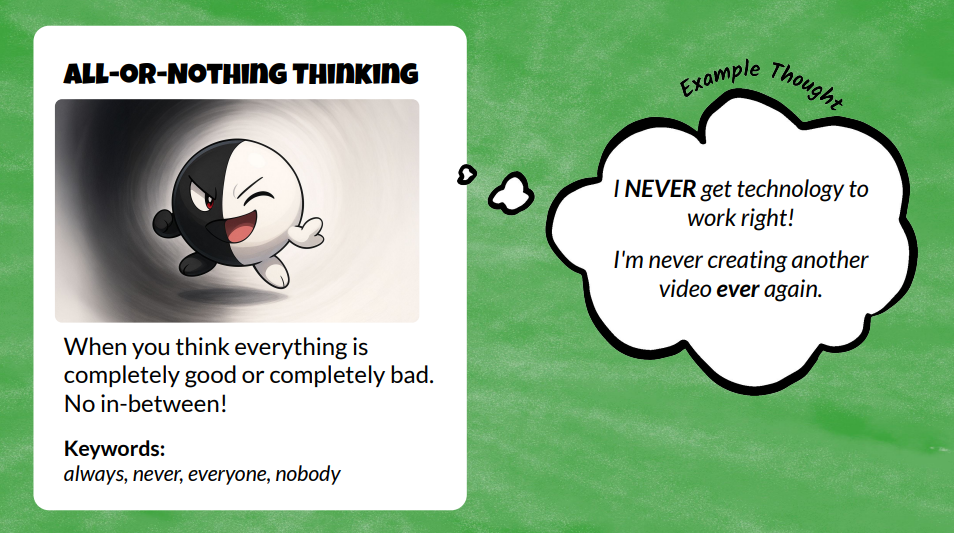 ALL-OR-NOTHING THINKING
When you think everything is
completely good or completely bad.
No in-between!
Keywords:
always, never, everyone, nobody
Example Thought
I NEVER get technology to
work right!
I'm never creating another
video ever again.